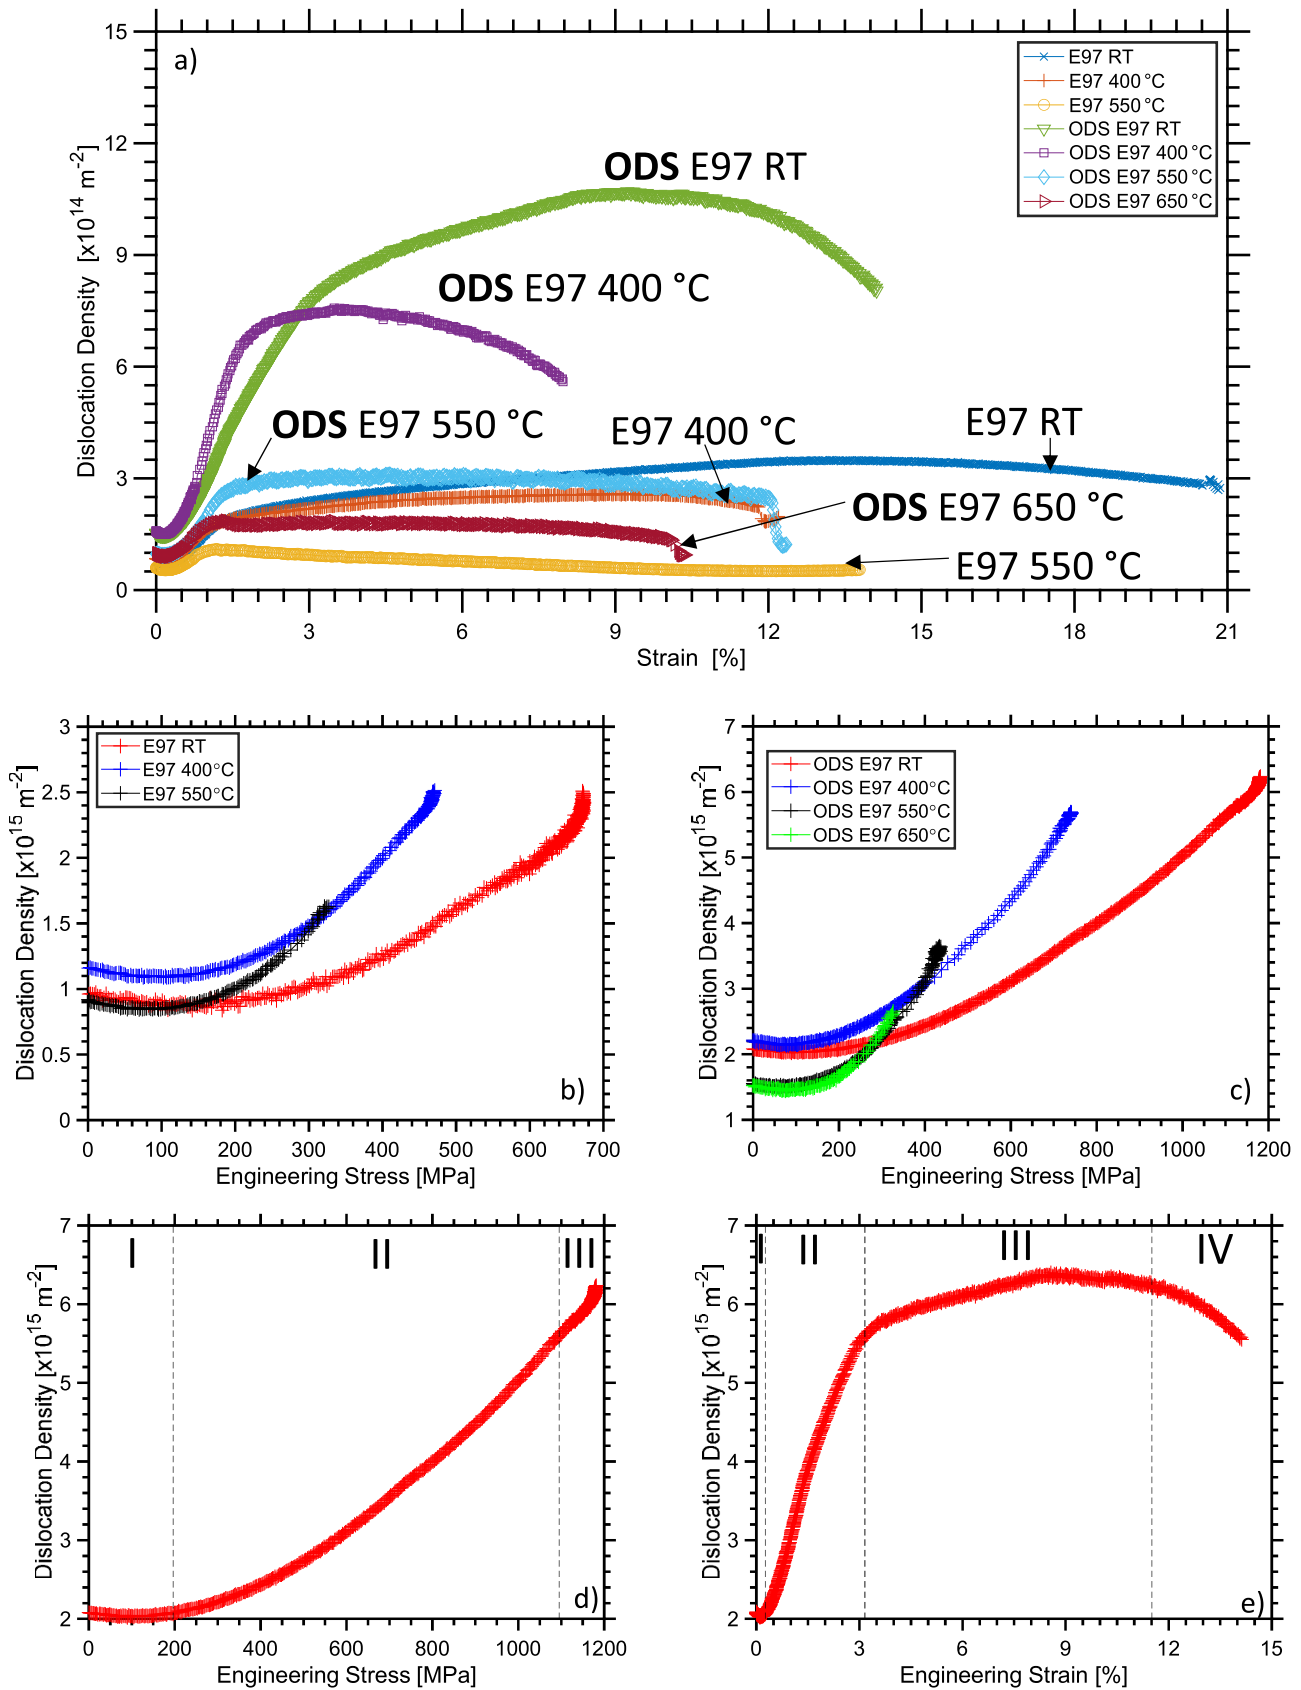 15
12
9
6
3
0
Dislocation Density [x10^14 m^-2]
a)
E97 RT
E97 400 °C
E97 550 °C
ODS E97 RT
ODS E97 400 °C
ODS E97 550 °C
ODS E97 650 °C
ODS E97 RT
ODS E97 400 °C
ODS E97 550 °C
E97 400 °C
E97 RT
ODS E97 650 °C
E97 550 °C
0 3 6 9 12 15 18 21
Strain [%]
3
2.5
2
1.5
1
0.5
0
Dislocation Density [x10^15 m^-2]
E97 RT
E97 400°C
E97 550°C
b)
0 100 200 300 400 500 600 700
Engineering Stress [MPa]
7
6
5
4
3
2
1
Dislocation Density [x10^15 m^-2]
ODS E97 RT
ODS E97 400°C
ODS E97 550°C
ODS E97 650°C
c)
0 200 400 600 800 1000 1200
Engineering Stress [MPa]
7
6
5
4
3
2
Dislocation Density [x10^15 m^-2]
I II III
d)
0 200 400 600 800 1000 1200
Engineering Stress [MPa]
7
6
5
4
3
2
Dislocation Density [x10^15 m^-2]
I II III IV
e)
0 3 6 9 12 15
Engineering Strain [%]